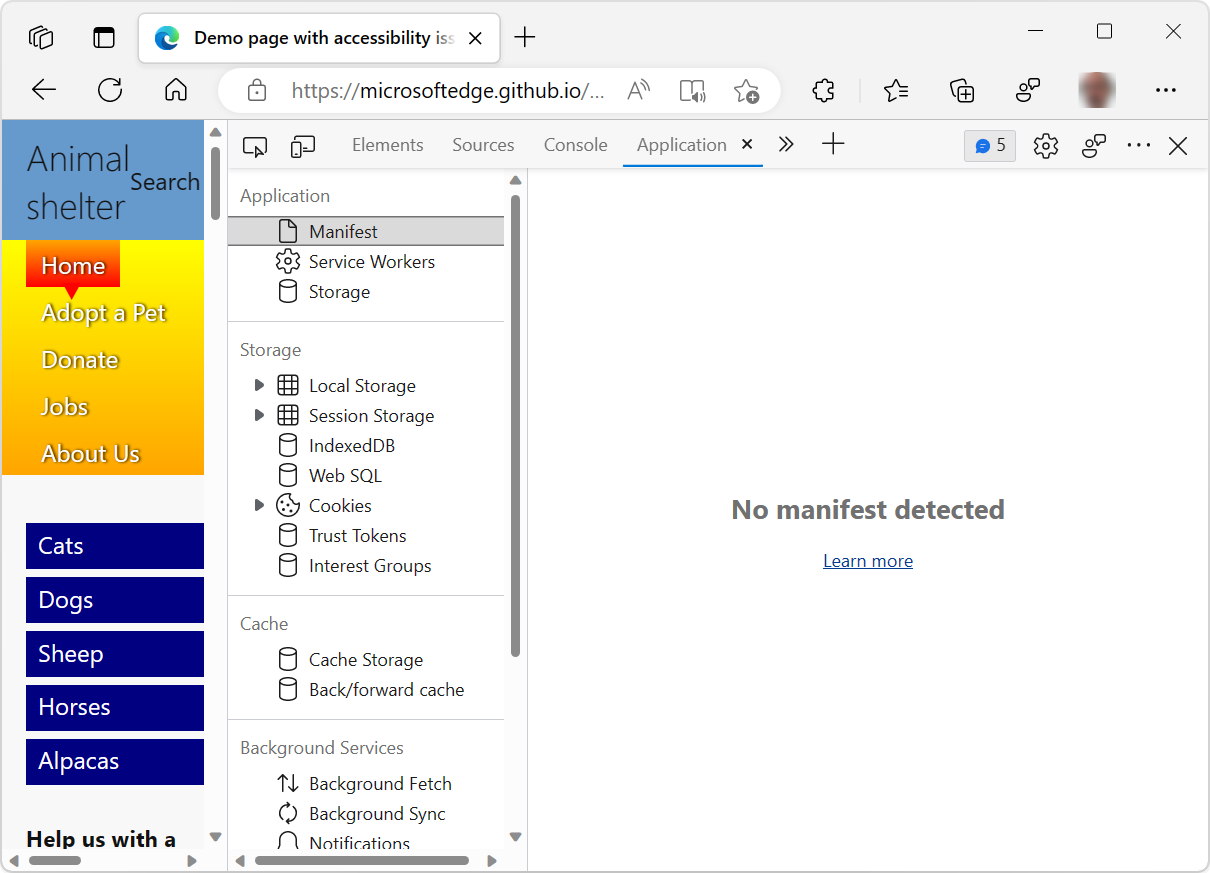 Demo page with accessibility iss
https://microsoftedge.github.io/...
Animal
shelter
Search
Home
Adopt a Pet
Donate
Jobs
About Us
Cats
Dogs
Sheep
Horses
Alpacas
Help us with a
Elements
Sources
Console
Application
5
Application
Manifest
Service Workers
Storage
Storage
Local Storage
Session Storage
IndexedDB
Web SQL
Cookies
Trust Tokens
Interest Groups
Cache
Cache Storage
Back/forward cache
Background Services
Background Fetch
Background Sync
Notifications
No manifest detected
Learn more